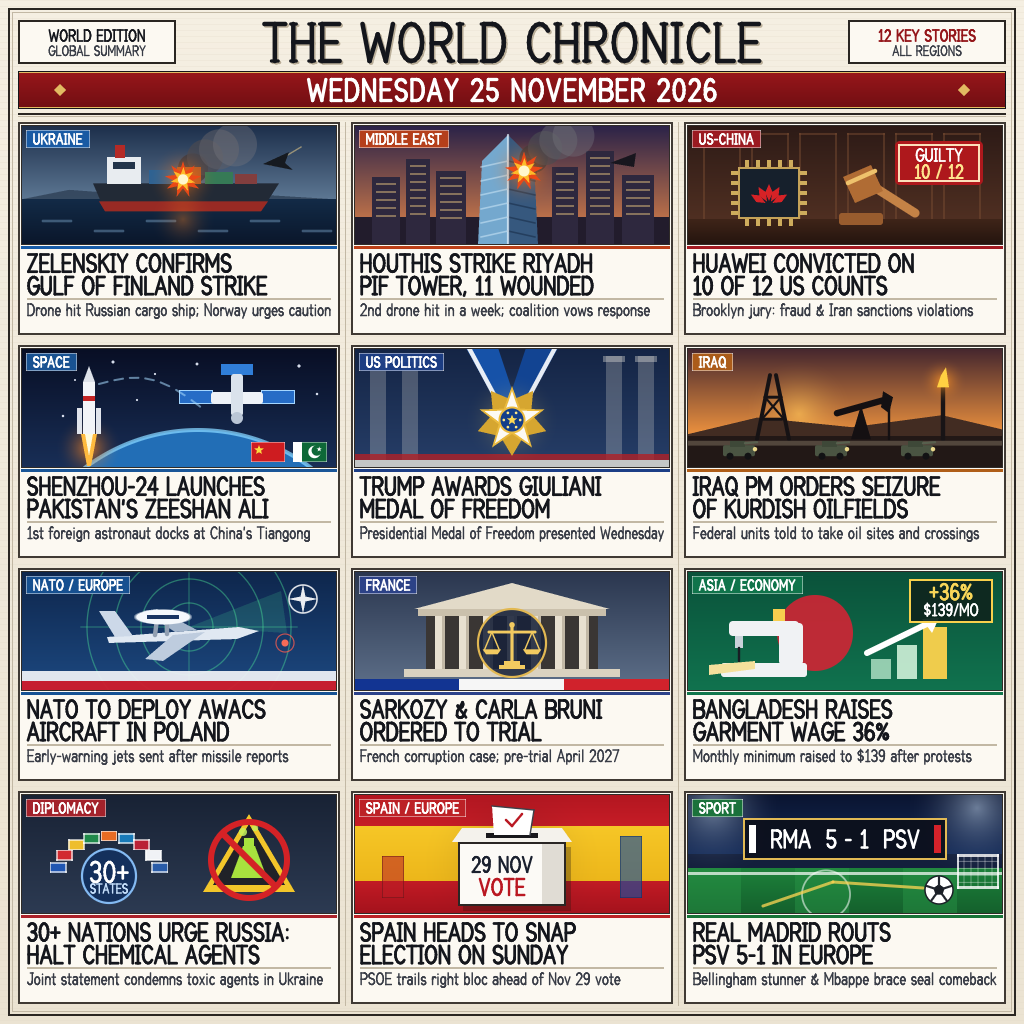 WORLD EDITION
GLOBAL SUMMARY
THE WORLD CHRONICLE
12 KEY STORIES
ALL REGIONS
WEDNESDAY 25 NOVEMBER 2026
UKRAINE
ZELENSKIY CONFIRMS
GULF OF FINLAND STRIKE
Drone hit Russian cargo ship; Norway urges caution
MIDDLE EAST
HOUTHIS STRIKE RIYADH
PIF TOWER, 11 WOUNDED
2nd drone hit in a week; coalition vows response
US-CHINA
GUILTY
10 / 12
HUAWEI CONVICTED ON
10 OF 12 US COUNTS
Brooklyn jury: fraud & Iran sanctions violations
SPACE
SHENZHOU-24 LAUNCHES
PAKISTAN'S ZEESHAN ALI
1st foreign astronaut docks at China's Tiangong
US POLITICS
TRUMP AWARDS GIULIANI
MEDAL OF FREEDOM
Presidential Medal of Freedom presented Wednesday
IRAQ
IRAQ PM ORDERS SEIZURE
OF KURDISH OILFIELDS
Federal units told to take oil sites and crossings
NATO / EUROPE
NATO TO DEPLOY AWACS
AIRCRAFT IN POLAND
Early-warning jets sent after missile reports
FRANCE
SARKOZY & CARLA BRUNI
ORDERED TO TRIAL
French corruption case; pre-trial April 2027
ASIA / ECONOMY
+36%
$139/MO
BANGLADESH RAISES
GARMENT WAGE 36%
Monthly minimum raised to $139 after protests
DIPLOMACY
30+
STATES
30+ NATIONS URGE RUSSIA:
HALT CHEMICAL AGENTS
Joint statement condemns toxic agents in Ukraine
SPAIN / EUROPE
29 NOV
VOTE
SPAIN HEADS TO SNAP
ELECTION ON SUNDAY
PSOE trails right bloc ahead of Nov 29 vote
SPORT
RMA 5 - 1 PSV
REAL MADRID ROUTS
PSV 5-1 IN EUROPE
Bellingham stunner & Mbappe brace seal comeback